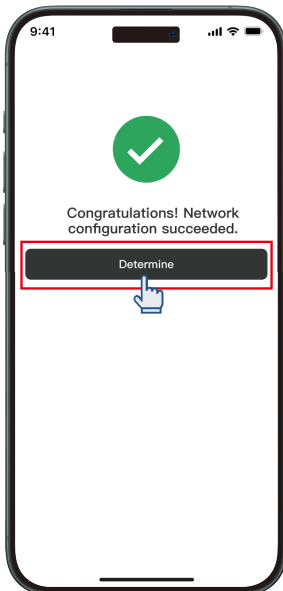 9:41
Congratulations! Network
configuration succeeded.
Determine